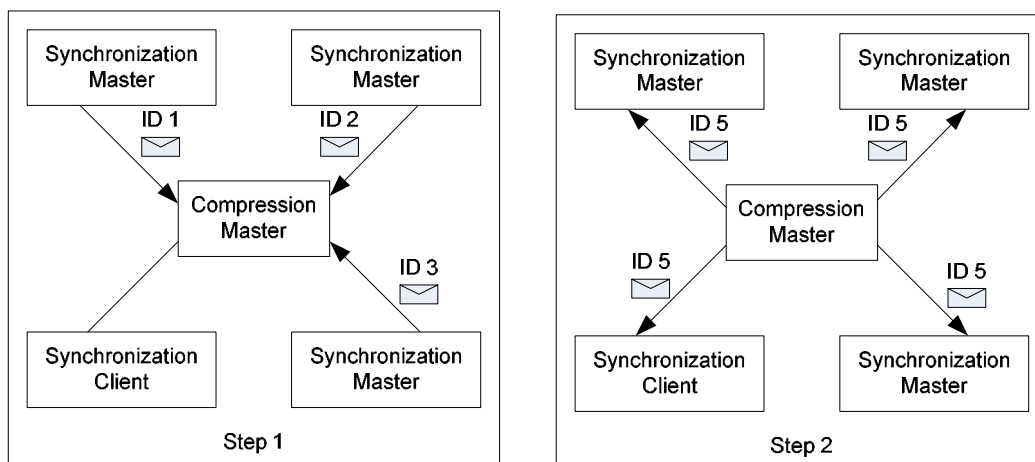 Synchronization
Master
Synchronization
Master
ID 1
ID 2
Compression
Master
ID 3
Synchronization
Client
Synchronization
Master
Step 1
Synchronization
Master
Synchronization
Master
ID 5
ID 5
Compression
Master
ID 5
ID 5
Synchronization
Client
Synchronization
Master
Step 2